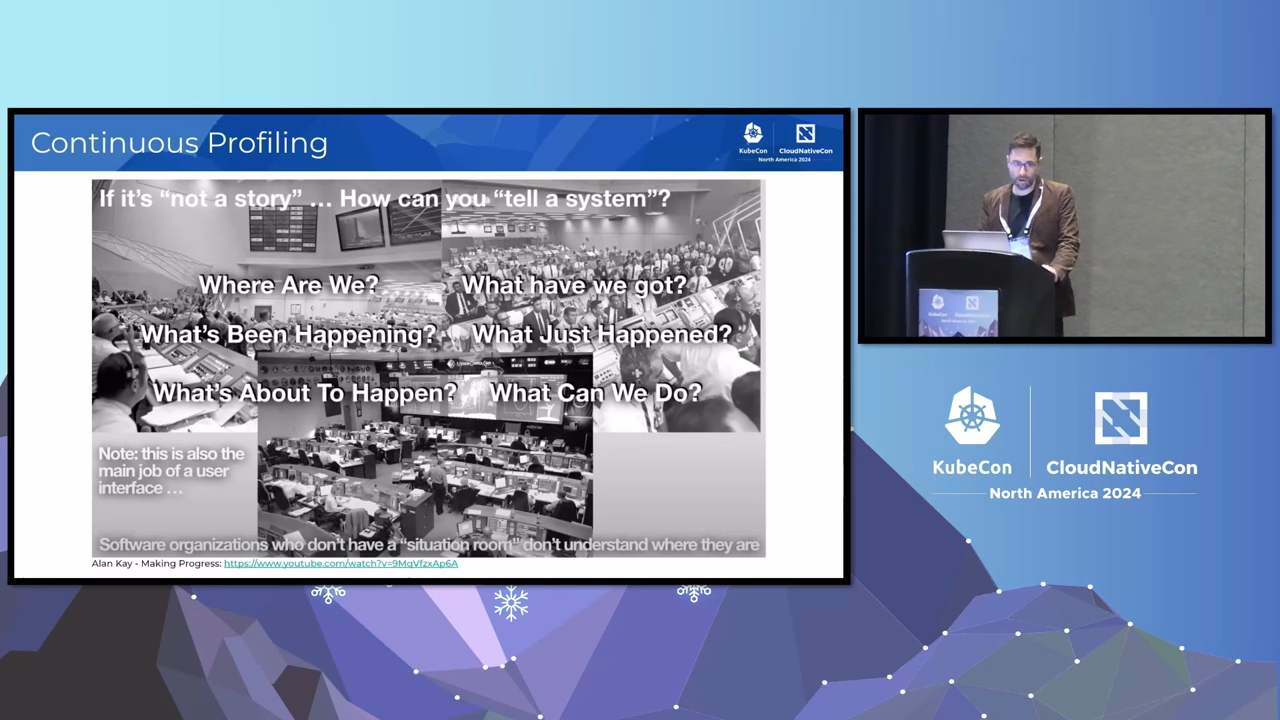 Continuous Profiling
KubeCon
CloudNativeCon
North America 2024
If it's “not a story” … How can you “tell a system”?
Where Are We?
What have we got?
What's Been Happening?
What Just Happened?
What's About To Happen?
What Can We Do?
Note: this is also the
main job of a user
interface …
Software organizations who don't have a “situation room” don't understand where they are
Alan Kay - Making Progress: https://www.youtube.com/watch?v=9MqVfzxAp6A
KubeCon
CloudNativeCon
North America 2024